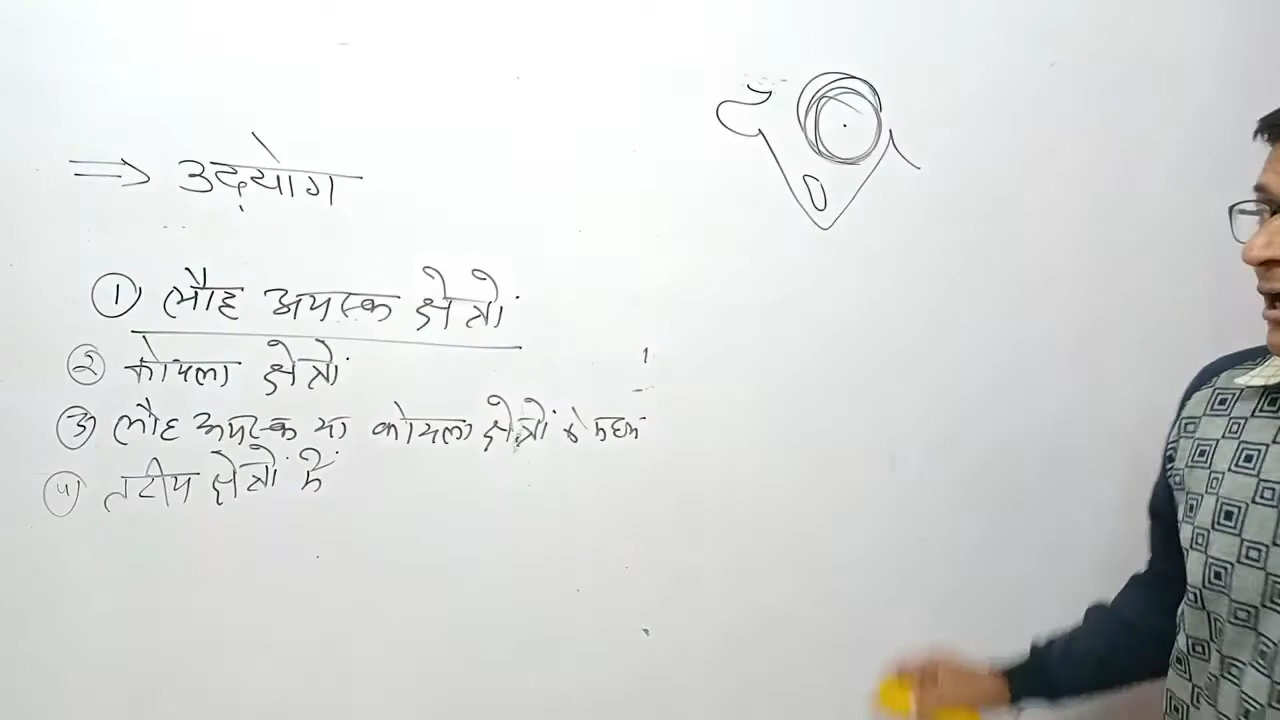 ⇒ उद्योग
① लौह अयस्क क्षेत्रों
② कोयला क्षेत्रों
③ लौह अयस्क या कोयला क्षेत्रों के मध्य
④ तटीय क्षेत्रों में